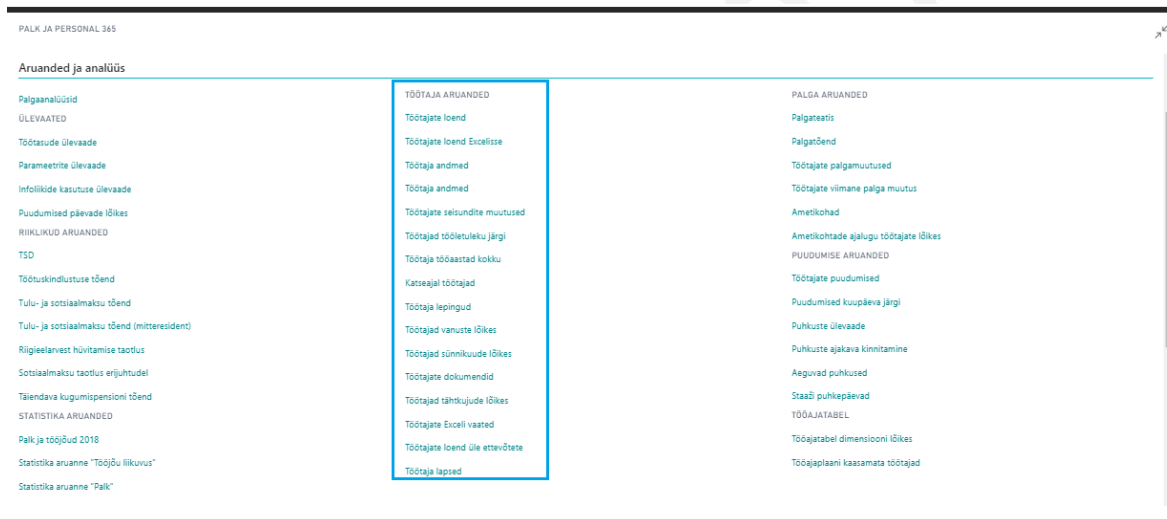 PALK JA PERSONAL 365
Aruanded ja analüüs
Palgaanalüüsid
ÜLEVAATED
Töötasude ülevaade
Parameetrite ülevaade
Infoliikide kasutuse ülevaade
Puudumised päevade lõikes
RIIKLIKUD ARUANDED
TSD
Töötuskindlustuse tõend
Tulu- ja sotsiaalmaksu tõend
Tulu- ja sotsiaalmaksu tõend (mitteresident)
Riigieelarvest hüvitamise taotlus
Sotsiaalmaksu taotlus erijuhtudel
Täiendava kogumispensioni tõend
STATISTIKA ARUANDED
Palk ja tööjõud 2018
Statistika aruanne "Tööjõu liikuvus"
Statistika aruanne "Palk"
TÖÖTAJA ARUANDED
Töötajate loend
Töötajate loend Excelisse
Töötaja andmed
Töötaja andmed
Töötajate seisundite muutused
Töötajad tööletuleku järgi
Töötaja tööaastad kokku
Katseajal töötajad
Töötaja lepingud
Töötajad vanuste lõikes
Töötajad sünnikuude lõikes
Töötajate dokumendid
Töötajad tähtkujude lõikes
Töötajate Exceli vaated
Töötajate loend üle ettevõtete
Töötaja lapsed
PALGA ARUANDED
Palgateatis
Palgatõend
Töötajate palgamuutused
Töötajate viimane palga muutus
Ametikohad
Ametikohtade ajalugu töötajate lõikes
PUUDUMISE ARUANDED
Töötajate puudumised
Puudumised kuupäeva järgi
Puhkuste ülevaade
Puhkuste ajakava kinnitamine
Aeguvad puhkused
Staaži puhkepäevad
TÖÖAJATABEL
Tööajatabel dimensiooni lõikes
Tööajaplaani kaasamata töötajad